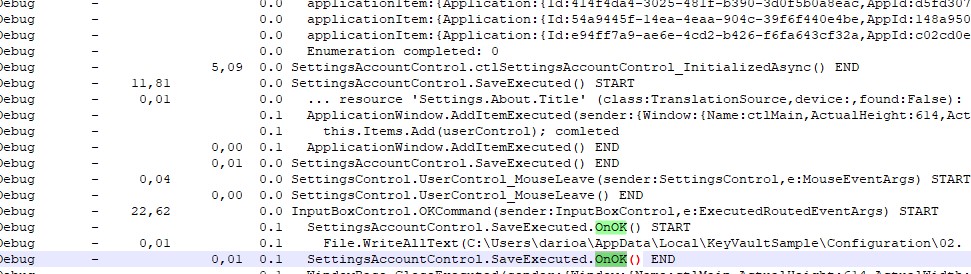 Debug - 0.0 applicationItem:{Application:{Id:414f4da4-3025-481f-b390-3d0f5b0a8eac,AppId:d5fd307
Debug - 0.0 applicationItem:{Application:{Id:54a9445f-14ea-4eaa-904c-39f6f440e4be,AppId:148a950
Debug - 0.0 applicationItem:{Application:{Id:e94ff7a9-ae6e-4cd2-b426-f6fa643cf32a,AppId:c02cd0e
Debug - 0.0 Enumeration completed: 0
Debug - 5,09 0.0 SettingsAccountControl.ctlSettingsAccountControl_InitializedAsync() END
Debug - 11,81 0.0 SettingsAccountControl.SaveExecuted() START
Debug - 0,01 0.0 ... resource 'Settings.About.Title' (class:TranslationSource,device:,found:False):
Debug - 0.1 ApplicationWindow.AddItemExecuted(sender:{Window:{Name:ctlMain,ActualHeight:614,Act
Debug - 0.1 this.Items.Add(userControl); comleted
Debug - 0,00 0.1 ApplicationWindow.AddItemExecuted() END
Debug - 0,01 0.0 SettingsAccountControl.SaveExecuted() END
Debug - 0,04 0.0 SettingsControl.UserControl_MouseLeave(sender:SettingsControl,e:MouseEventArgs) START
Debug - 0,00 0.0 SettingsControl.UserControl_MouseLeave() END
Debug - 22,62 0.0 InputBoxControl.OKCommand(sender:InputBoxControl,e:ExecutedRoutedEventArgs) START
Debug - 0.1 SettingsAccountControl.SaveExecuted.OnOK() START
Debug - 0,01 0.1 File.WriteAllText(C:\Users\darioa\AppData\Local\KeyVaultSample\Configuration\02.
Debug - 0,01 0.1 SettingsAccountControl.SaveExecuted.OnOK() END